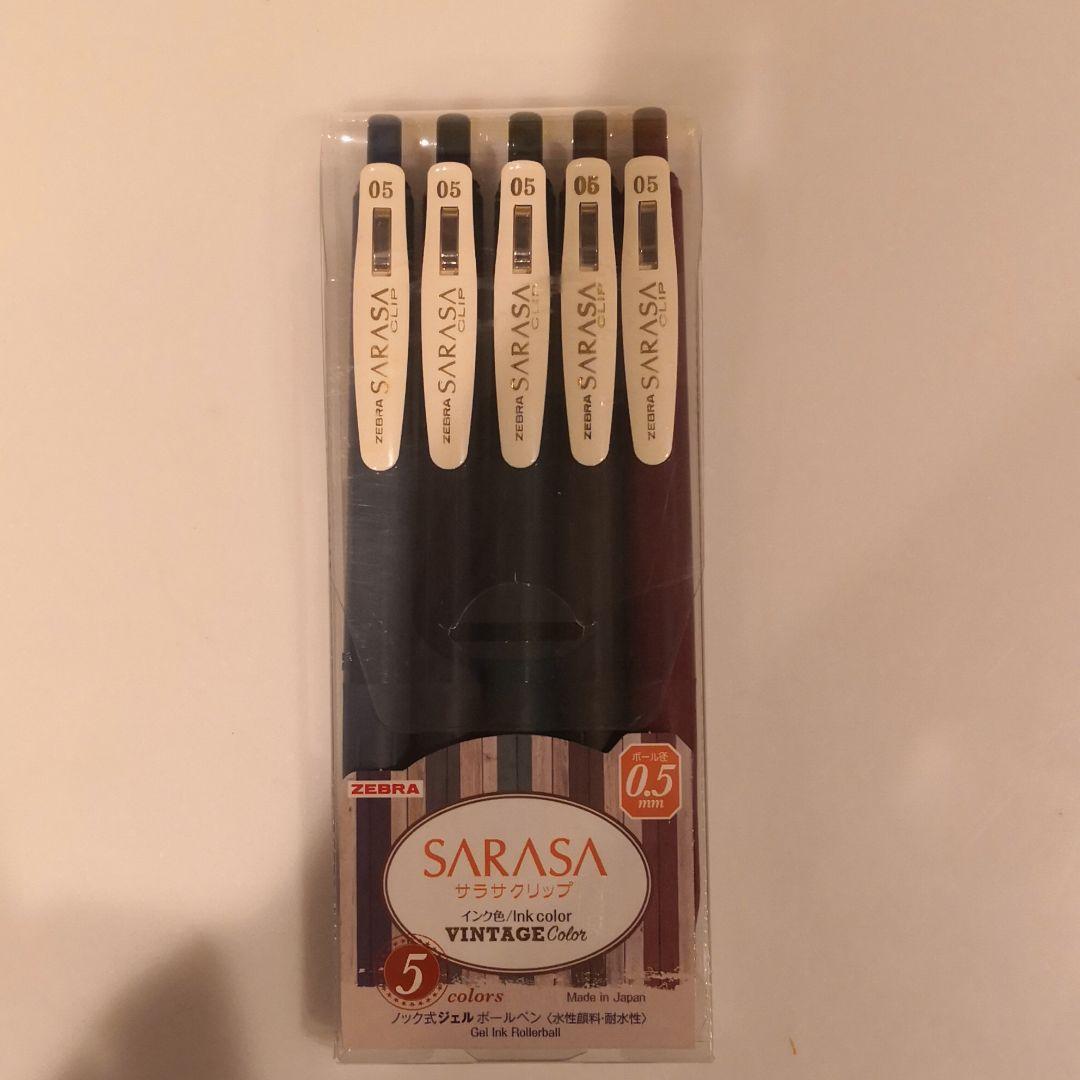 05
ZEBRA SARASA CLIP
05
ZEBRA SARASA CLIP
05
ZEBRA SARASA CLIP
05
ZEBRA SARASA CLIP
05
ZEBRA SARASA CLIP
ZEBRA
ボール径
0.5
mm
SARASA
サラサクリップ
インク色/Ink color
VINTAGE Color
5
colors
Made in Japan
ノック式ジェルボールペン〈水性顔料・耐水性〉
Gel Ink Rollerball